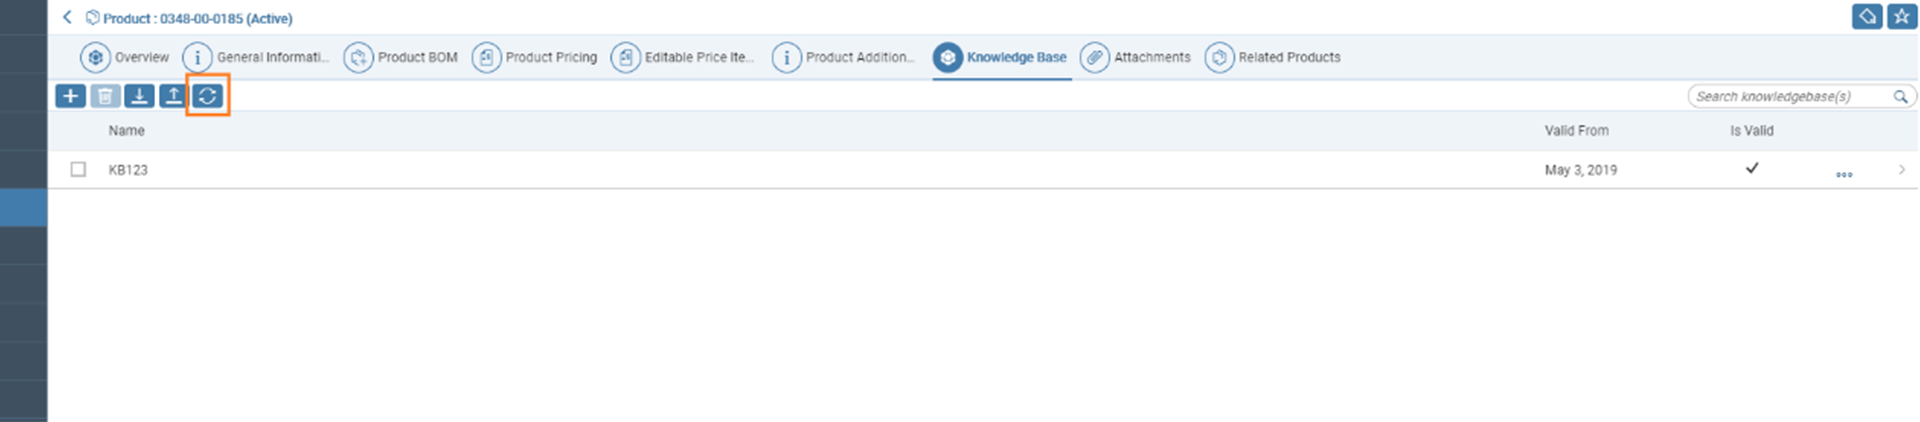 Product : 0348-00-0185 (Active)
Overview General Informati... Product BOM Product Pricing Editable Price Ite... Product Addition... Knowledge Base Attachments Related Products
Search knowledgebase(s)
Name Valid From Is Valid
KB123 May 3, 2019